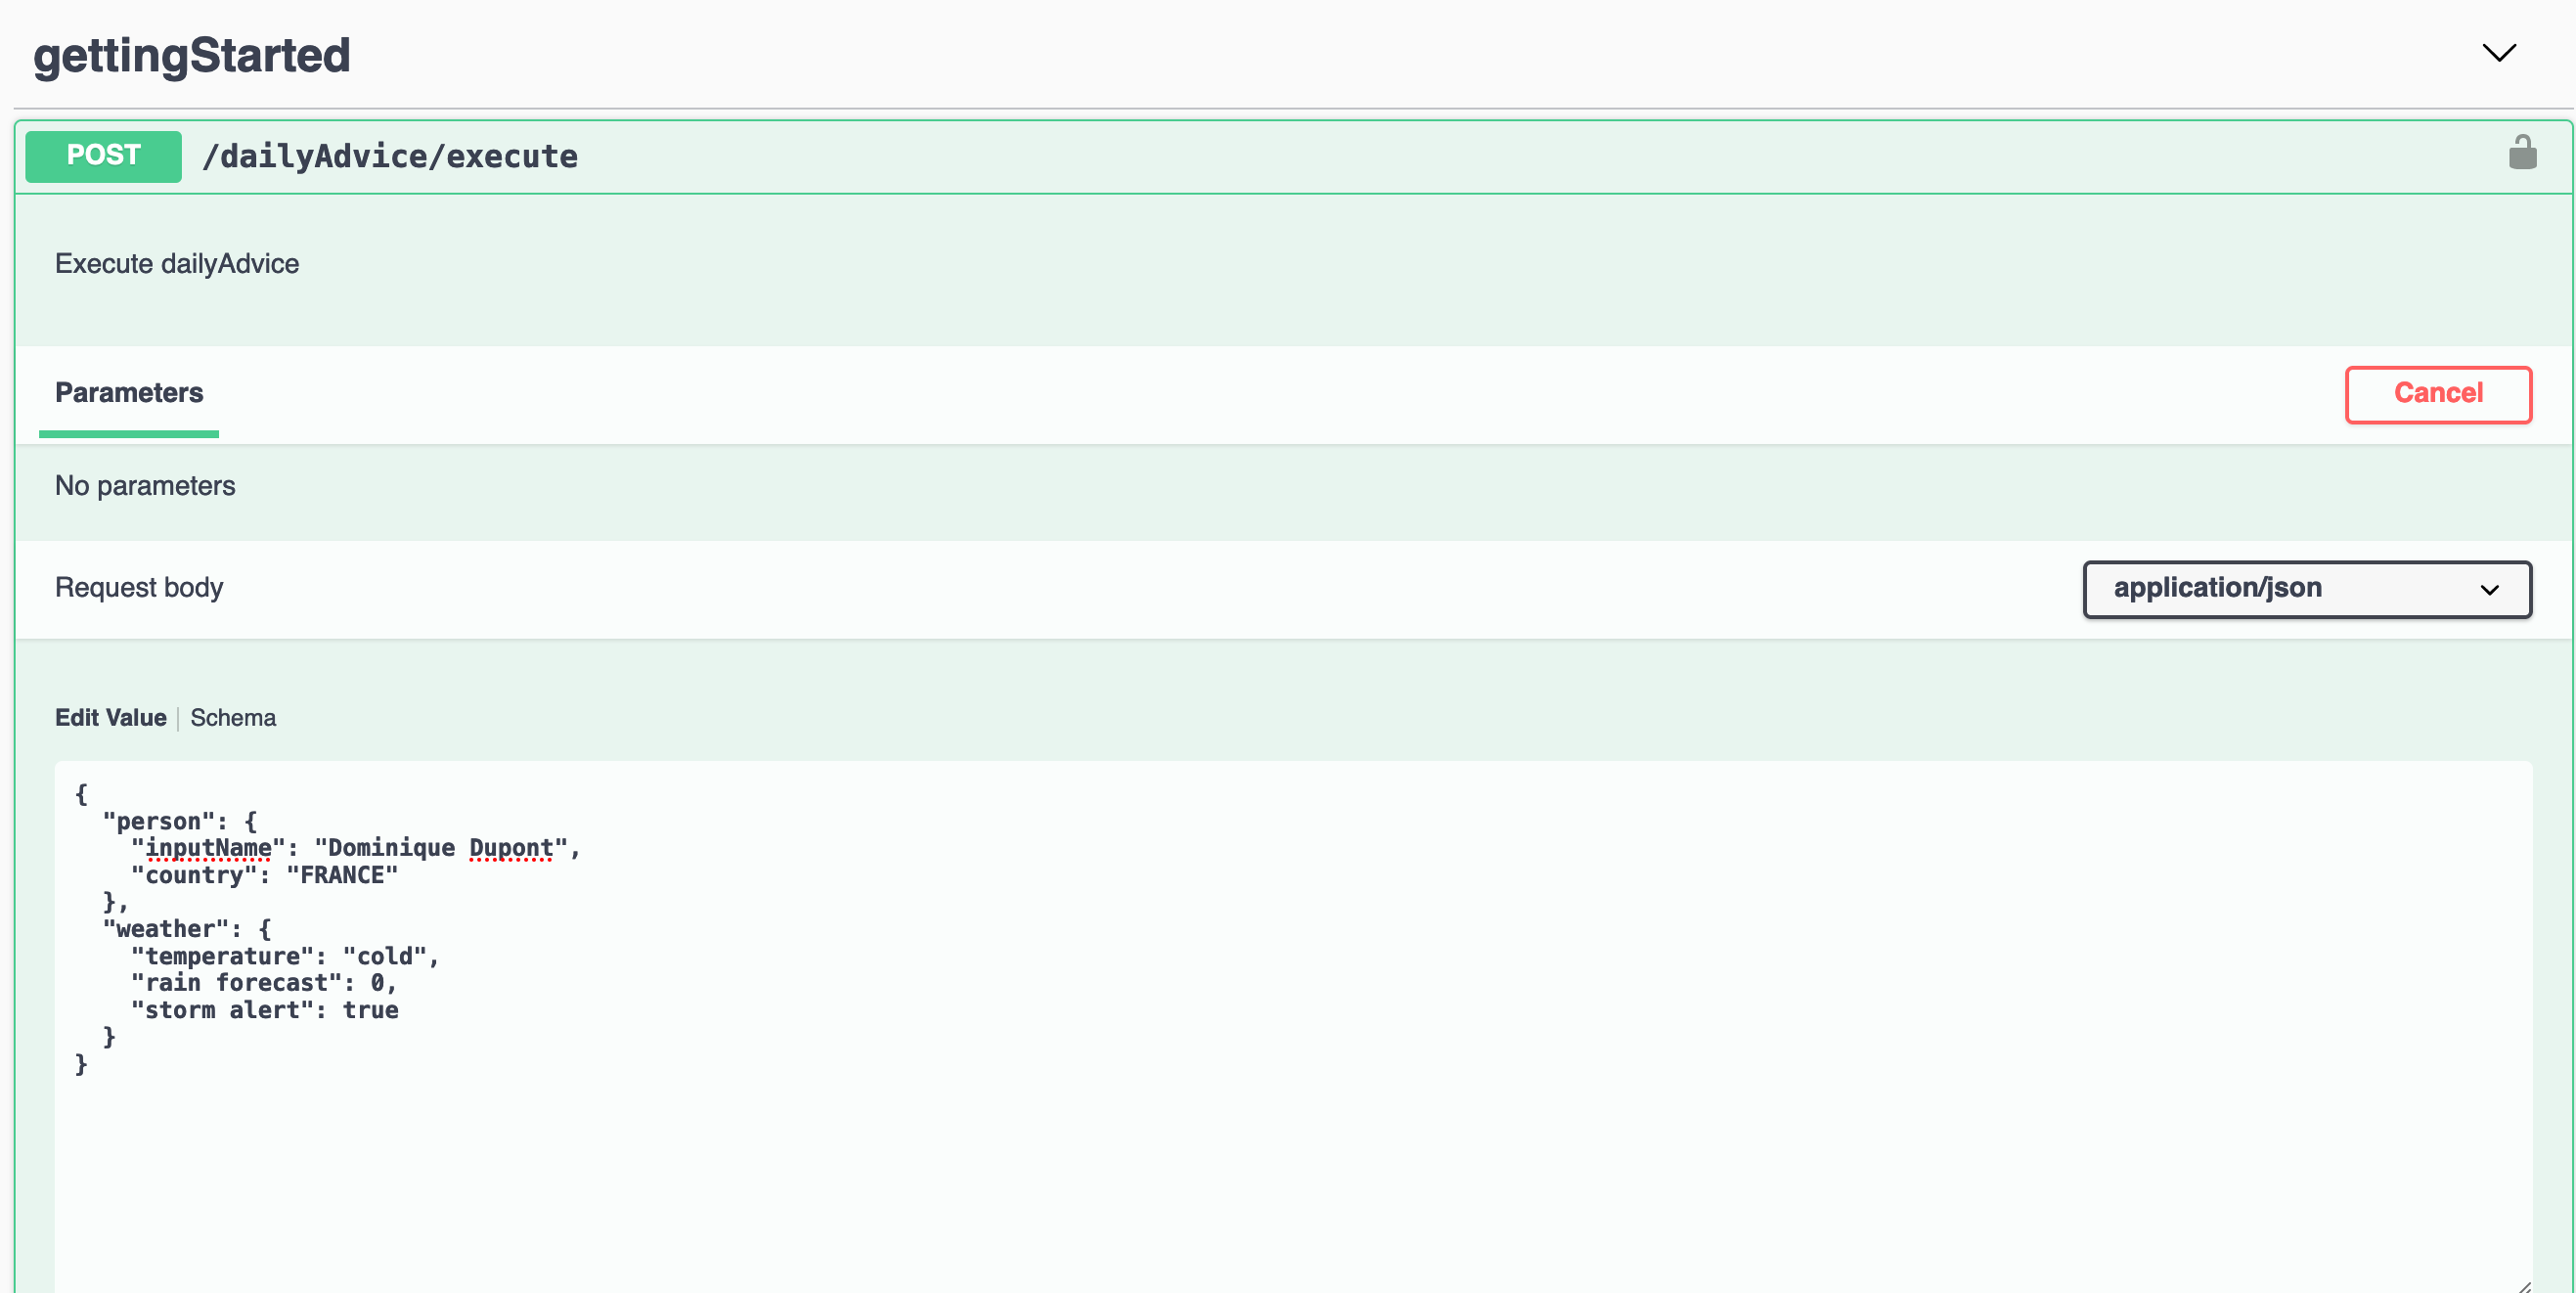 gettingStarted
POST /dailyAdvice/execute
Execute dailyAdvice
Parameters
Cancel
No parameters
Request body
application/json
Edit Value | Schema
{
  "person": {
    "inputName": "Dominique Dupont",
    "country": "FRANCE"
  },
  "weather": {
    "temperature": "cold",
    "rain forecast": 0,
    "storm alert": true
  }
}